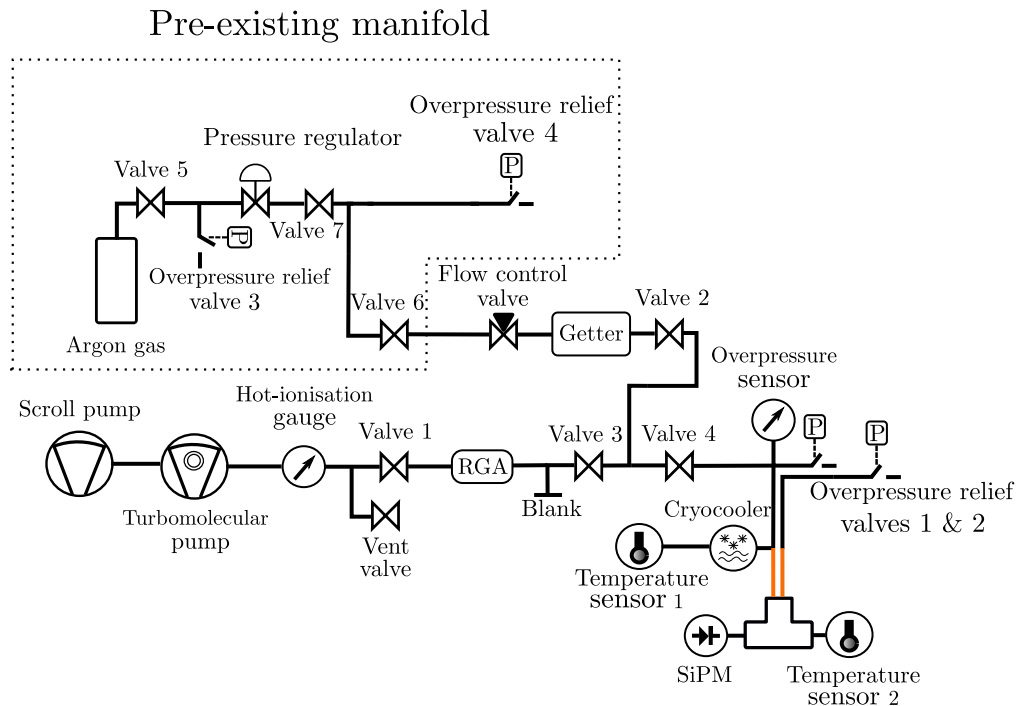 Pre-existing manifold
Overpressure relief
valve 4
P
Pressure regulator
Valve 5
Valve 7
P
Overpressure relief
valve 3
Argon gas
Valve 6
Flow control
valve
Getter
Valve 2
Overpressure
sensor
Scroll pump
Hot-ionisation
gauge
Valve 1
Valve 3
Valve 4
P
P
RGA
Blank
Turbomolecular
pump
Vent
valve
Cryocooler
Overpressure relief
valves 1 & 2
Temperature
sensor 1
SiPM
Temperature
sensor 2